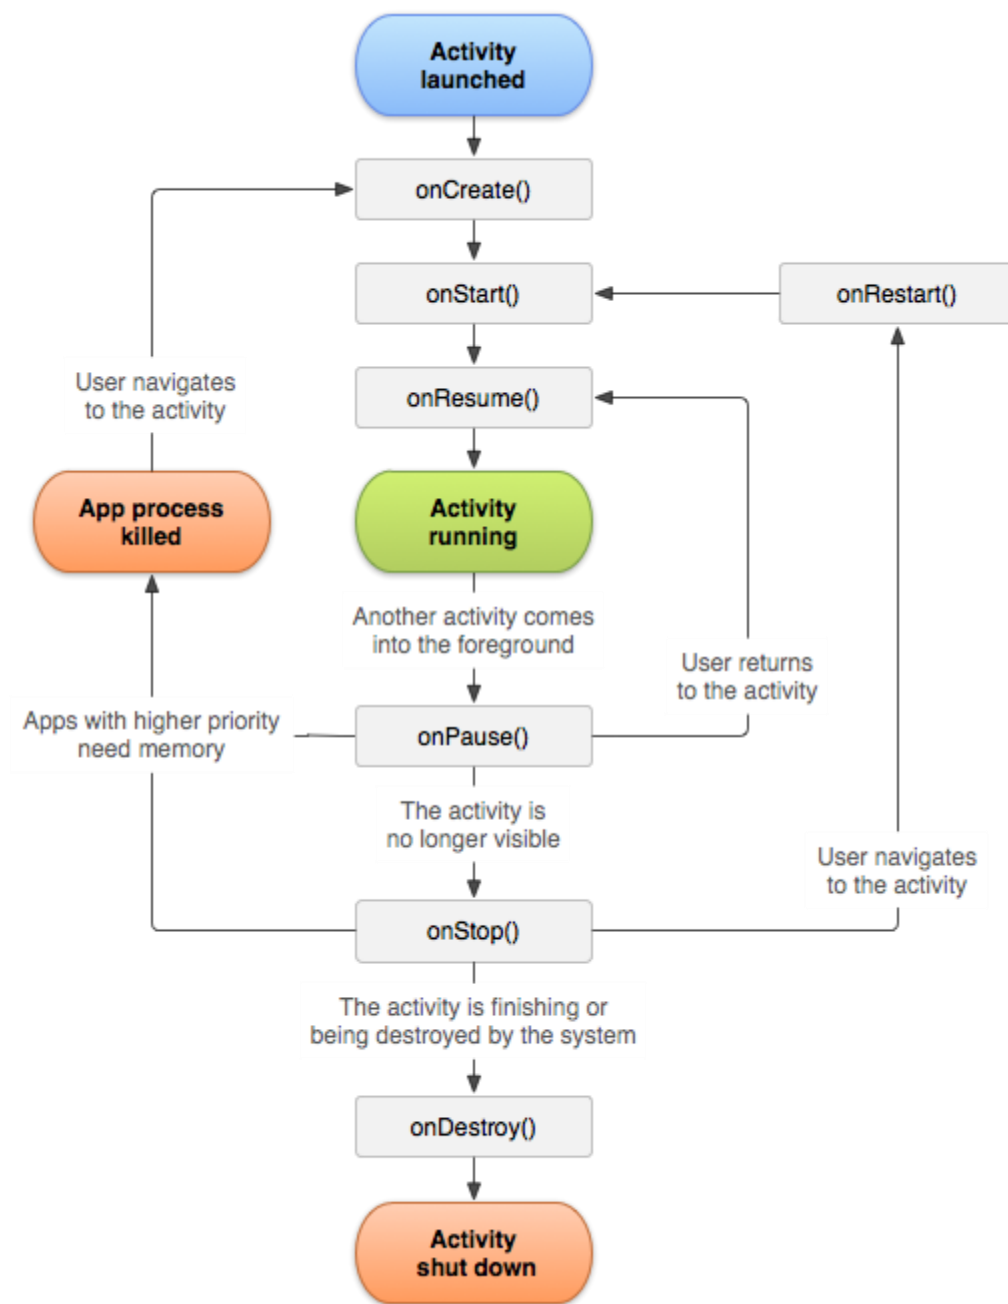 Activity
launched
onCreate()
onStart()
onRestart()
User navigates
to the activity
onResume()
App process
killed
Activity
running
Another activity comes
into the foreground
User returns
to the activity
Apps with higher priority
need memory
onPause()
The activity is
no longer visible
User navigates
to the activity
onStop()
The activity is finishing or
being destroyed by the system
onDestroy()
Activity
shut down